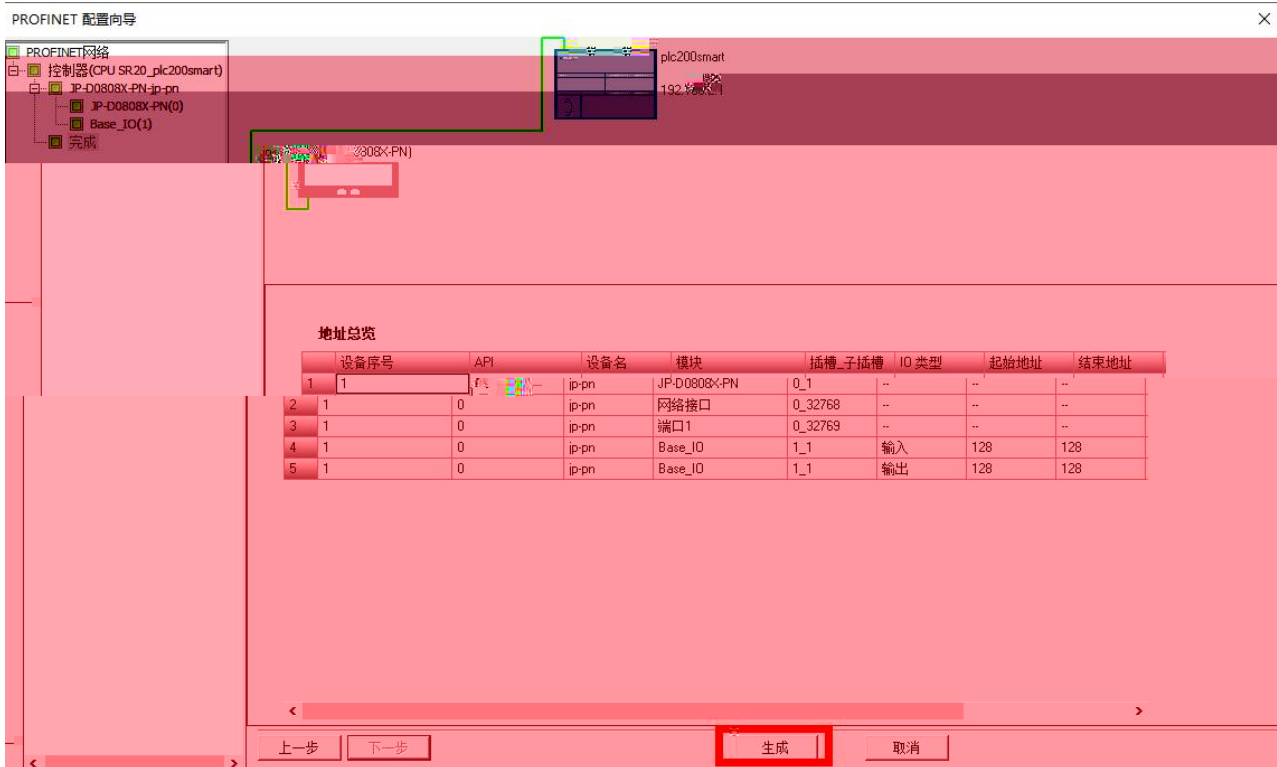 PROFINET 配置向导
PROFINET网络
控制器(CPU SR20_plc200smart)
JP-D0808X-PN-jp-pn
JP-D0808X-PN(0)
Base_IO(1)
完成
plc200smart
808X-PN)
地址总览
设备序号 API 设备名 模块 插槽_子插槽 IO 类型 起始地址 结束地址
1 1 jp-pn JP-D0808X-PN 0_1 -- -- --
2 1 0 jp-pn 网络接口 0_32768 -- -- --
3 1 0 jp-pn 端口1 0_32769 -- -- --
4 1 0 jp-pn Base_IO 1_1 输入 128 128
5 1 0 jp-pn Base_IO 1_1 输出 128 128
上一步 下一步 生成 取消